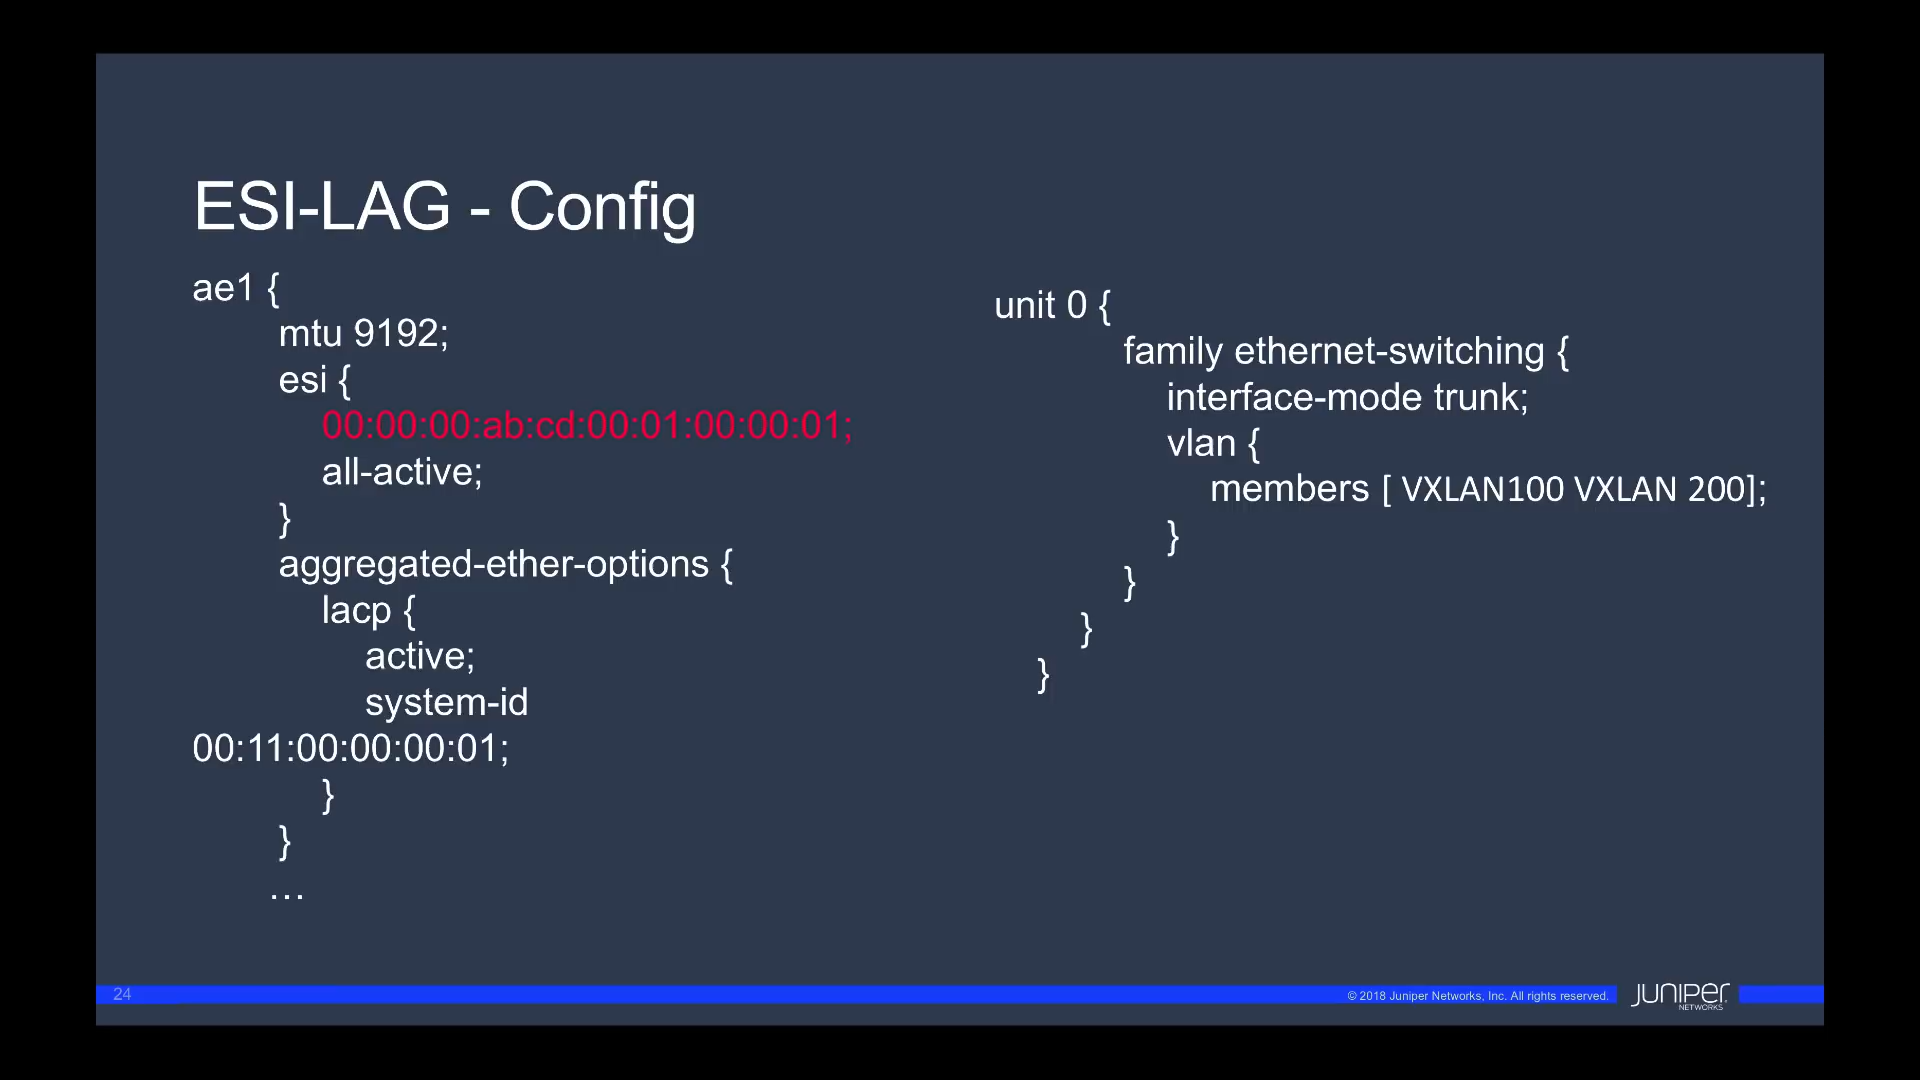 ESI-LAG - Config
ae1 {
mtu 9192;
esi {
00:00:00:ab:cd:00:01:00:00:01;
all-active;
}
aggregated-ether-options {
lacp {
active;
system-id
00:11:00:00:00:01;
}
}
…
unit 0 {
family ethernet-switching {
interface-mode trunk;
vlan {
members [ VXLAN100 VXLAN 200];
}
}
}
}
24
© 2018 Juniper Networks, Inc. All rights reserved.
JUNIPER
NETWORKS